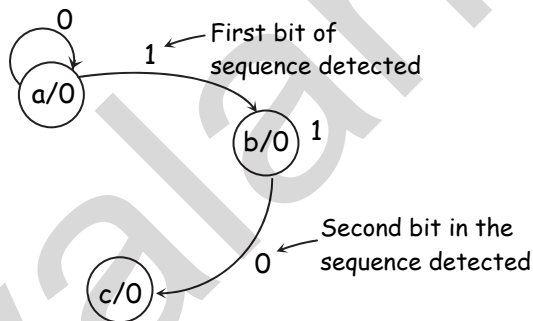 0
1
First bit of
sequence detected
a/0
b/0
1
Second bit in the
sequence detected
0
c/0